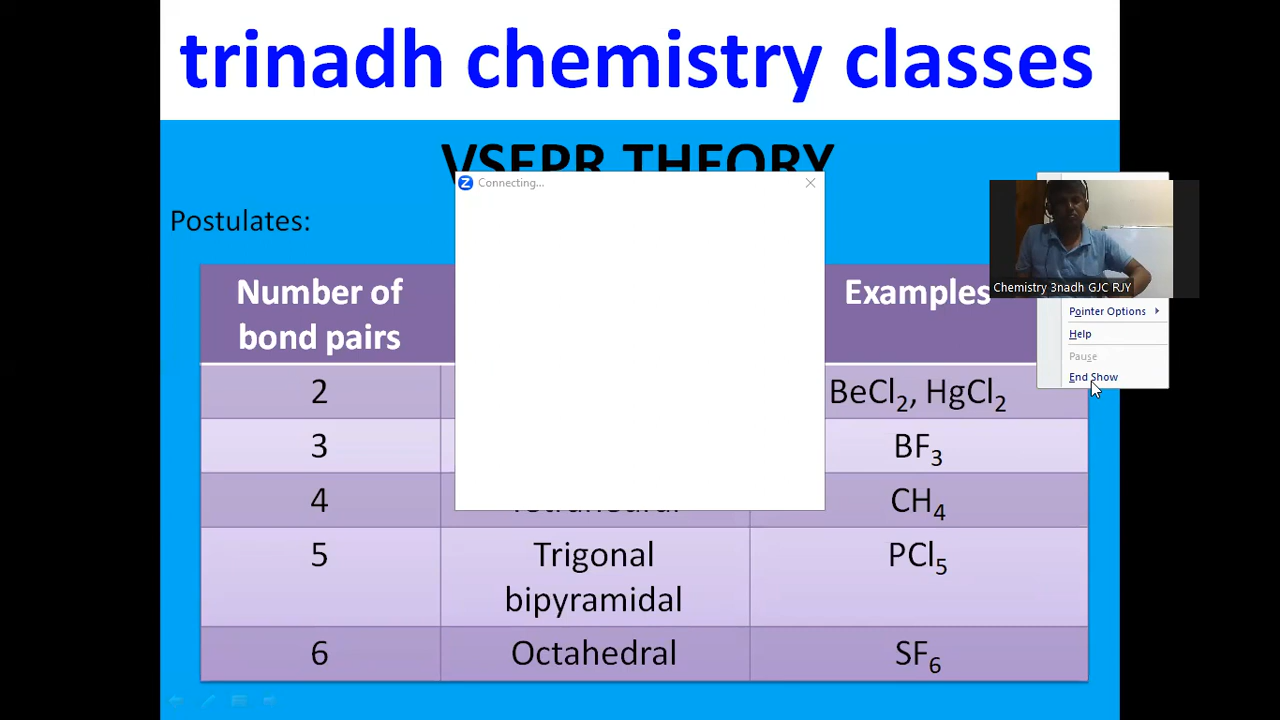 trinadh chemistry classes
VSEPR THEORY
Connecting...
Postulates:
Number of bond pairs
Examples
Chemistry 3nadh GJC RJY
Pointer Options
Help
Pause
End Show
2
BeCl2, HgCl2
3
BF3
4
Tetrahedral
CH4
5
Trigonal bipyramidal
PCl5
6
Octahedral
SF6